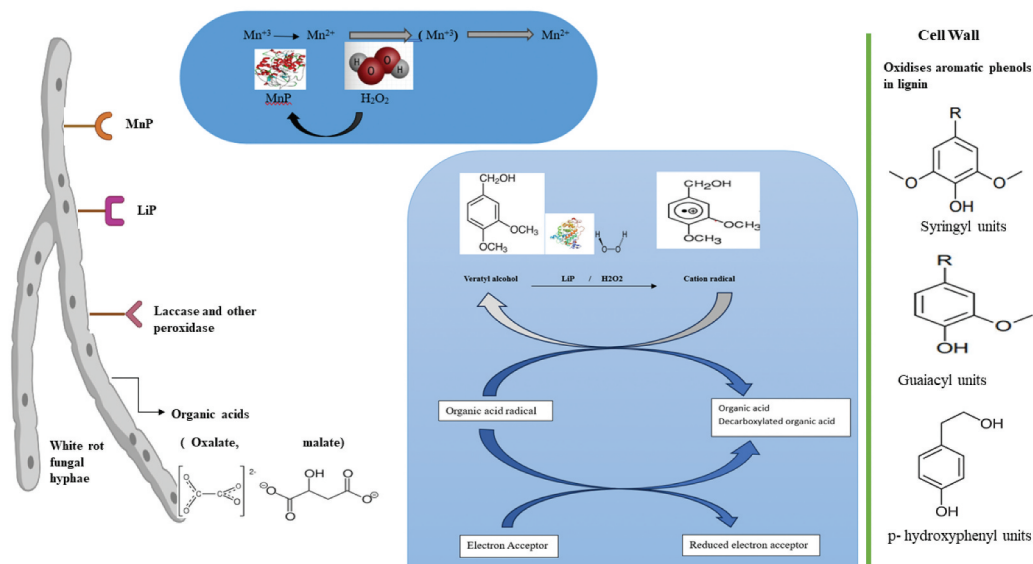 Mn+3 → Mn2+ ( Mn+3) Mn2+
H O O H
MnP H2O2
MnP
LiP
Laccase and other
peroxidase
Organic acids
( Oxalate, malate)
White rot
fungal
hyphae
O O C C O O 2-
OH
O O O O
CH2OH
OCH3
OCH3
H H
O O
CH2OH
OCH3
OCH3
Veratyl alcohol LiP / H2O2 Cation radical
Organic acid radical
Organic acid
Decarboxylated organic acid
Electron Acceptor
Reduced electron acceptor
Cell Wall
Oxidises aromatic phenols
in lignin
R
O O
OH
Syringyl units
R
O
OH
Guaiacyl units
OH
OH
p- hydroxyphenyl units